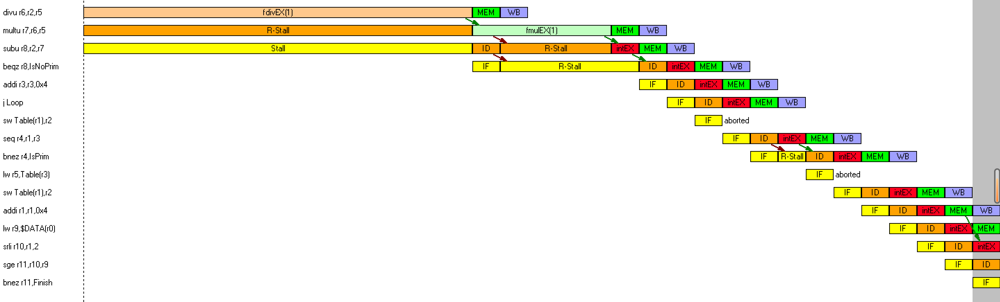 divu r6,r2,r5 fdivEX(1) MEM WB
multu r7,r6,r5 R-Stall fmulEX(1) MEM WB
subu r8,r2,r7 Stall ID R-Stall intEX MEM WB
beqz r8,IsNoPrim IF R-Stall ID intEX MEM WB
addi r3,r3,0x4 IF ID intEX MEM WB
j Loop IF ID intEX MEM WB
sw Table(r1),r2 IF aborted
seq r4,r1,r3 IF ID intEX MEM WB
bnez r4,IsPrim IF R-Stall ID intEX MEM WB
lw r5,Table(r3) IF aborted
sw Table(r1),r2 IF ID intEX MEM WB
addi r1,r1,0x4 IF ID intEX MEM WB
lw r9,$DATA(r0) IF ID intEX MEM
srli r10,r1,2 IF ID intEX
sge r11,r10,r9 IF ID
bnez r11,Finish IF